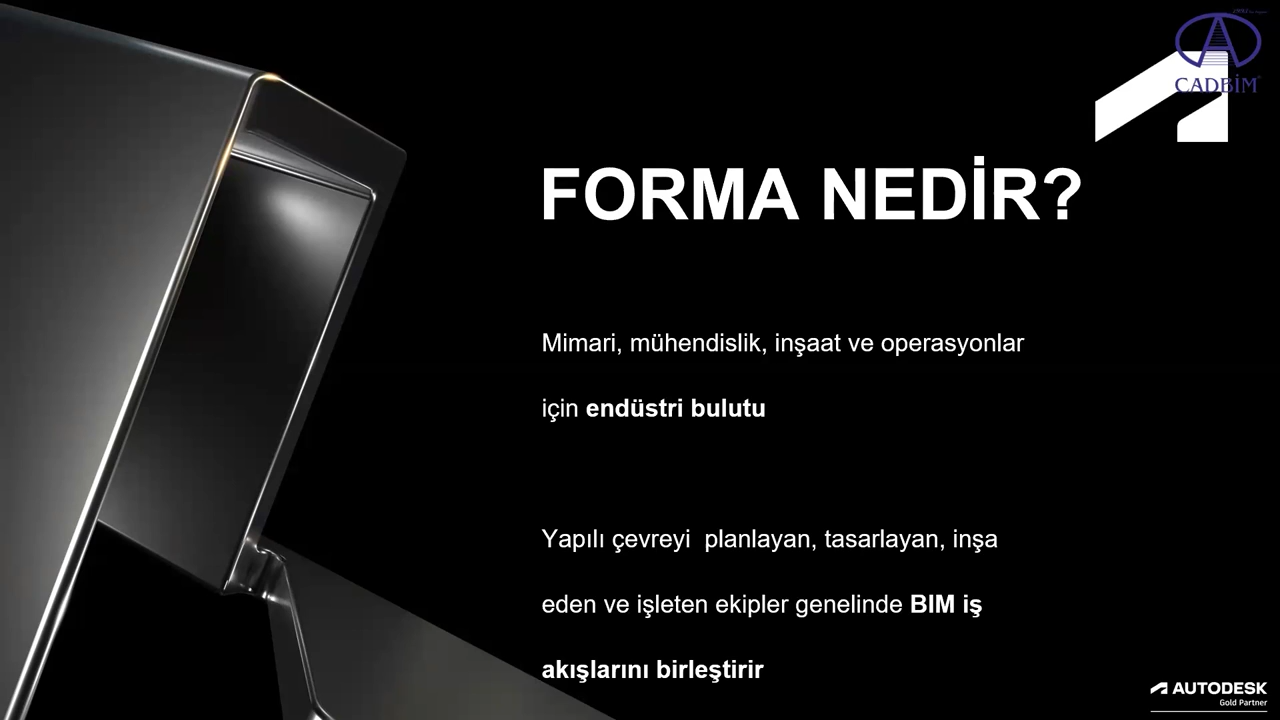 CADBİM
FORMA NEDİR?
Mimari, mühendislik, inşaat ve operasyonlar
için endüstri bulutu
Yapılı çevreyi planlayan, tasarlayan, inşa
eden ve işleten ekipler genelinde BIM iş
akışlarını birleştirir
AUTODESK
Gold Partner